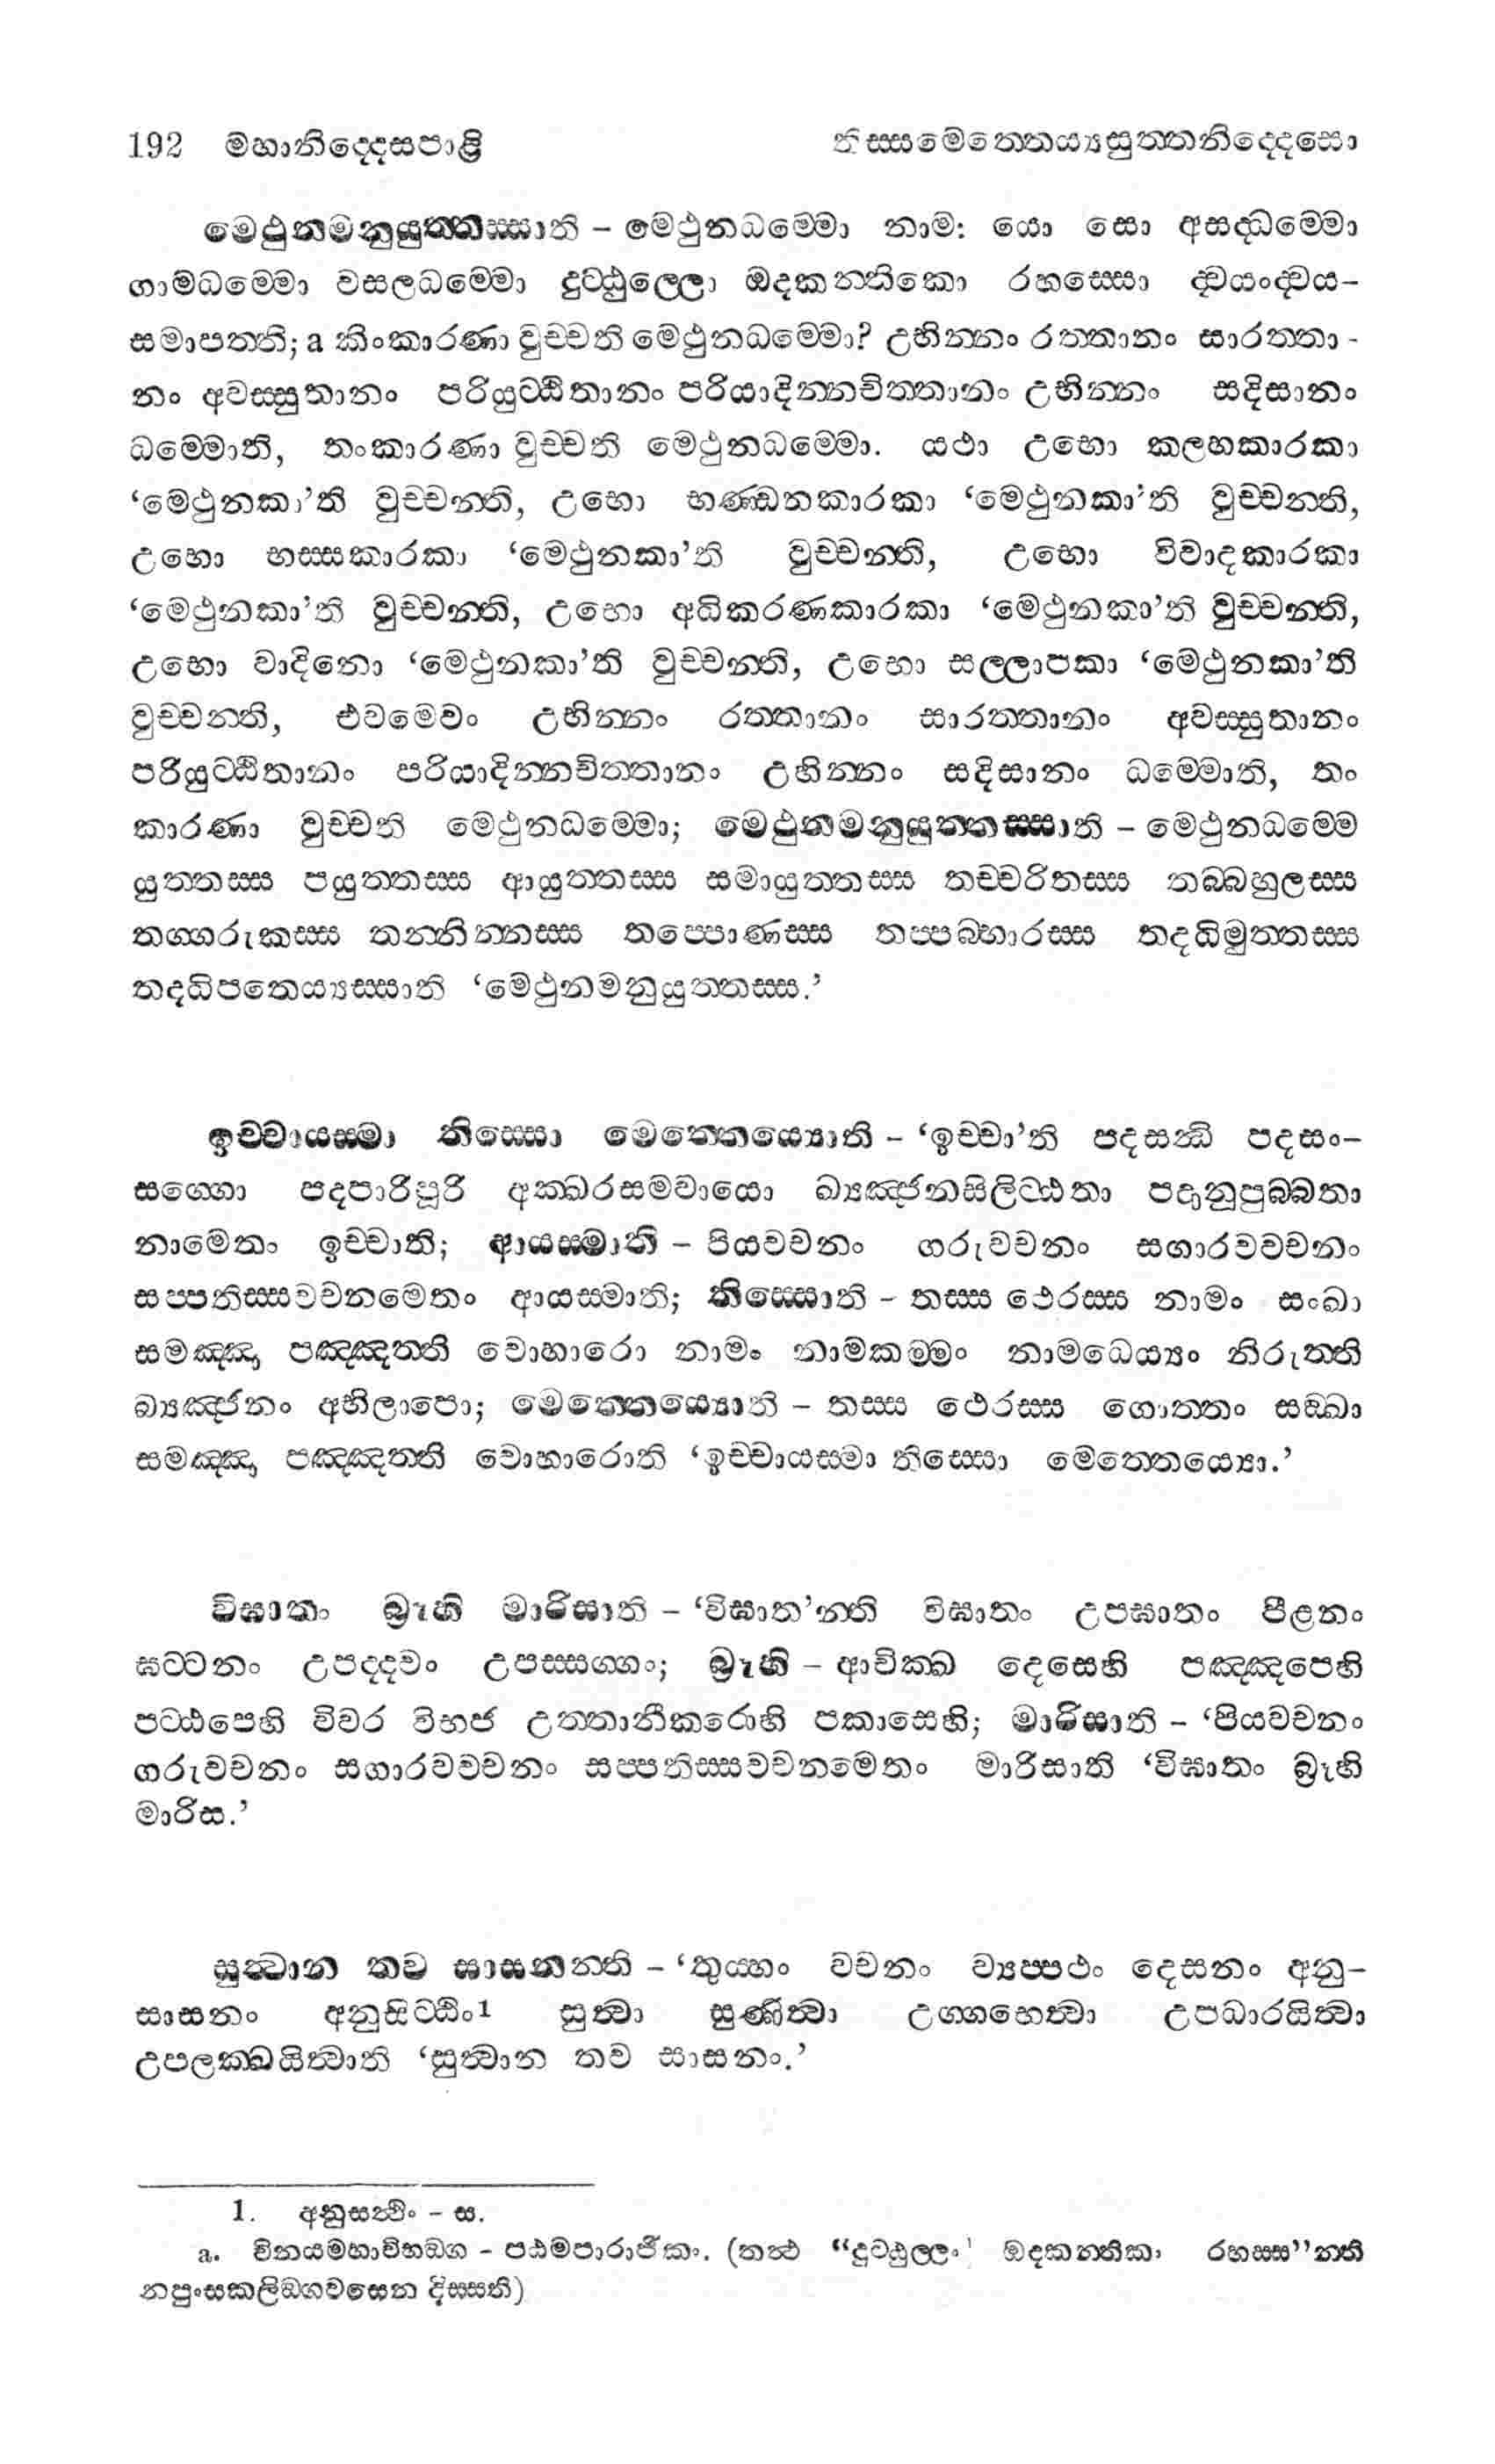 192 මහානිද්දෙසපාළි තිස්සමෙත්තෙය්‍යසුත්තනිද්දෙසො
මෙථුනමනුයුත්තස්සාති – මෙථුනධම්මො නාම: යො සො අසද්ධම්මො
ගාමධම්මො වසලධම්මො දුට්ඨුල්ලො ඔදකන්තිකො රහස්සො ද්වයංද්වය-
සමාපත්ති; a කිංකාරණා වුච්චති මෙථුනධම්මො? උභින්නං රත්තානං සාරත්තා-
නං අවස්සුතානං පරියුට්ඨිතානං පරියාදින්නචිත්තානං උභින්නං සදිසානං
ධම්මොති, තංකාරණා වුච්චති මෙථුනධම්මො. යථා උභො කලහකාරකා
‘මෙථුනකා’ති වුච්චන්ති, උභො භණ්ඩනකාරකා ‘මෙථුනකා’ති වුච්චන්ති,
උභො භස්සකාරකා ‘මෙථුනකා’ති වුච්චන්ති, උභො විවාදකාරකා
‘මෙථුනකා’ති වුච්චන්ති, උභො අධිකරණකාරකා ‘මෙථුනකා’ති වුච්චන්ති,
උභො වාදිනො ‘මෙථුනකා’ති වුච්චන්ති, උභො සල්ලාපකා ‘මෙථුනකා’ති
වුච්චන්ති, එවමෙවං උභින්නං රත්තානං සාරත්තානං අවස්සුතානං
පරියුට්ඨිතානං පරියාදින්නචිත්තානං උභින්නං සදිසානං ධම්මොති, තං
කාරණා වුච්චති මෙථුනධම්මො; මෙථුනමනුයුත්තස්සාති – මෙථුනධම්මෙ
යුත්තස්ස පයුත්තස්ස ආයුත්තස්ස සමායුත්තස්ස තච්චරිතස්ස තබ්බහුලස්ස
තග්ගරුකස්ස තන්නින්නස්ස තප්පොණස්ස තප්පබ්භාරස්ස තදධිමුත්තස්ස
තදධිපතෙය්‍යස්සාති ‘මෙථුනමනුයුත්තස්ස.’
ඉච්චායස්මා තිස්සො මෙත්තෙය්‍යොති – ‘ඉච්චා’ති පදසන්ධි පදසං-
සග්ගො පදපාරිපූරි අක්ඛරසමවායො බ්‍යඤ්ජනසිලිට්ඨතා පදානුපුබ්බතා
නාමෙතං ඉච්චාති; ආයස්මාති – පියවචනං ගරුවචනං සගාරවවචනං
සප්පතිස්සවචනමෙතං ආයස්මාති; තිස්සොති – තස්ස ථෙරස්ස නාමං සංඛා
සමඤ්ඤා පඤ්ඤත්ති වොහාරො නාමං නාමකම්මං නාමධෙය්‍යං නිරුත්ති
බ්‍යඤ්ජනං අභිලාපො; මෙත්තෙය්‍යොති – තස්ස ථෙරස්ස ගොත්තං සඞ්ඛා
සමඤ්ඤා පඤ්ඤත්ති වොහාරොති ‘ඉච්චායස්මා තිස්සො මෙත්තෙය්‍යො.’
විඝාතං බ්‍රූහි මාරිසාති – ‘විඝාත’න්ති විඝාතං උපඝාතං පීළනං
ඝට්ටනං උපද්දවං උපස්සග්ගං; බ්‍රූහි – ආචික්ඛ දෙසෙහි පඤ්ඤපෙහි
පට්ඨපෙහි විවර විභජ උත්තානීකරොහි පකාසෙහි; මාරිසාති – ‘පියවචනං
ගරුවචනං සගාරවවචනං සප්පතිස්සවචනමෙතං මාරිසාති ‘විඝාතං බ්‍රූහි
මාරිස.’
සුත්වාන තව සාසනන්ති – ‘තුය්හං වචනං ව්‍යප්පථං දෙසනං අනු-
සාසනං අනුසිට්ඨිං1 සුත්වා සුණිත්වා උග්ගහෙත්වා උපධාරයිත්වා
උපලක්ඛයිත්වාති ‘සුත්වාන තව සාසනං.’
1. අනුසත්ථිං – ස.
a. විනයමහාවිභඞ්ග – පඨමපාරාජිකං. (තත්ථ “දුට්ඨුල්ලං’ ඔදකන්තිකං රහස්ස”න්ති
නපුංසකලිඞ්ගවසෙන දිස්සති)